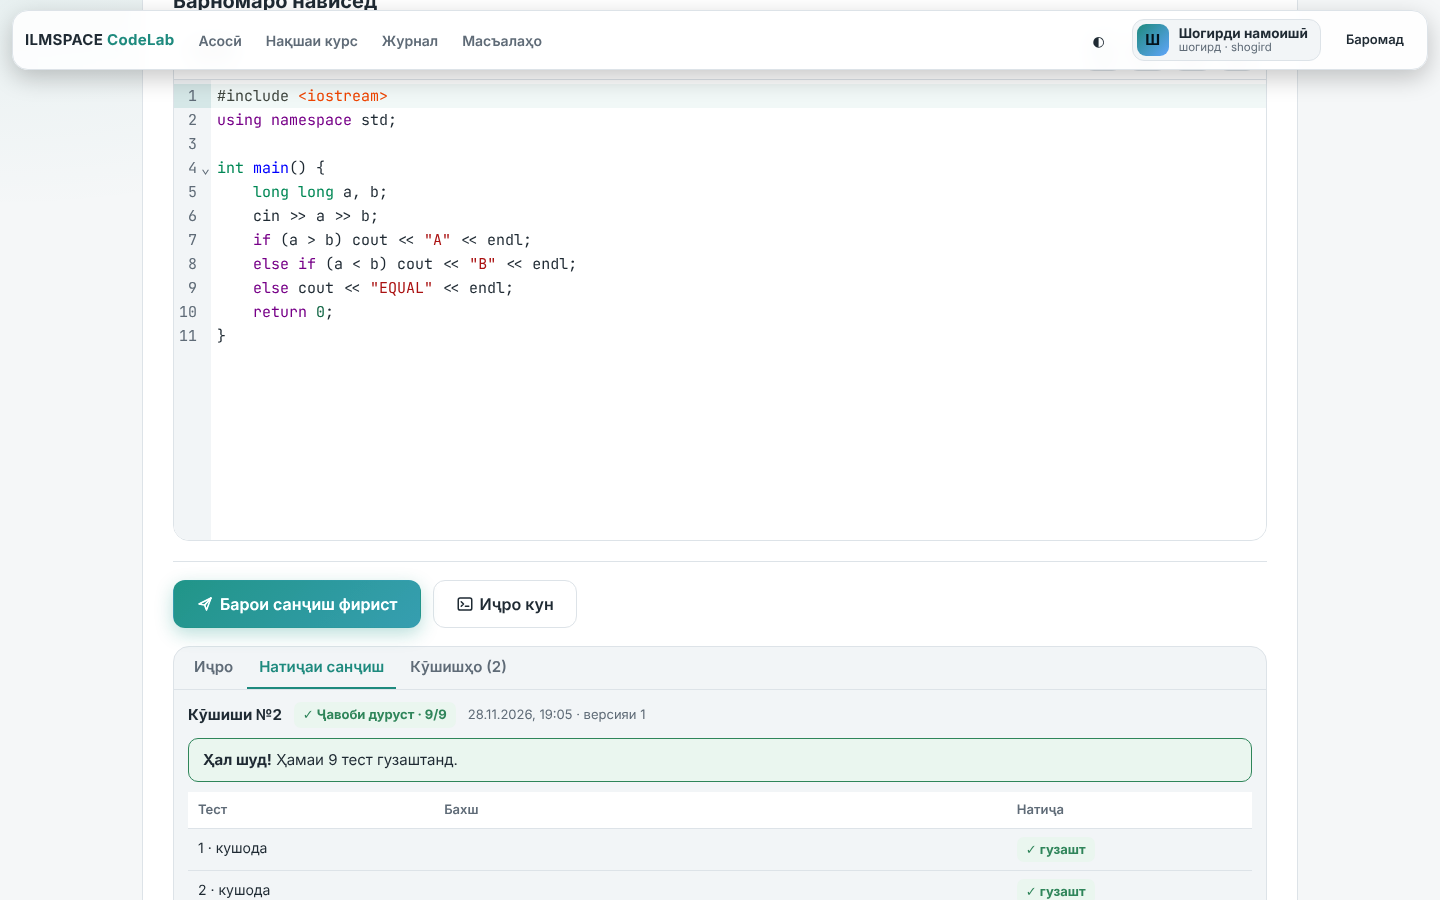 Барномаро нависед
ILMSPACE CodeLab
Асосӣ
Нақшаи курс
Журнал
Масъалаҳо
Ш
Шогирди намоишӣ
шогирд · shogird
Баромад
1 #include <iostream>
2 using namespace std;
3
4 int main() {
5 long long a, b;
6 cin >> a >> b;
7 if (a > b) cout << "A" << endl;
8 else if (a < b) cout << "B" << endl;
9 else cout << "EQUAL" << endl;
10 return 0;
11 }
Барои санҷиш фирист
Иҷро кун
Иҷро
Натиҷаи санҷиш
Кӯшишҳо (2)
Кӯшиши №2 ✓ Ҷавоби дуруст · 9/9 28.11.2026, 19:05 · версияи 1
Ҳал шуд! Ҳамаи 9 тест гузаштанд.
Тест Бахш Натиҷа
1 · кушода ✓ гузашт
2 · кушода ✓ гузашт